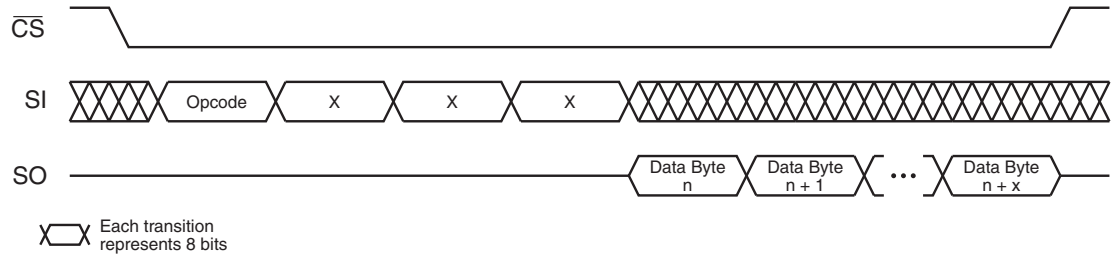 CS
SI
Opcode
X
X
X
SO
Data Byte
n
Data Byte
n + 1
•••
Data Byte
n + x
Each transition
represents 8 bits